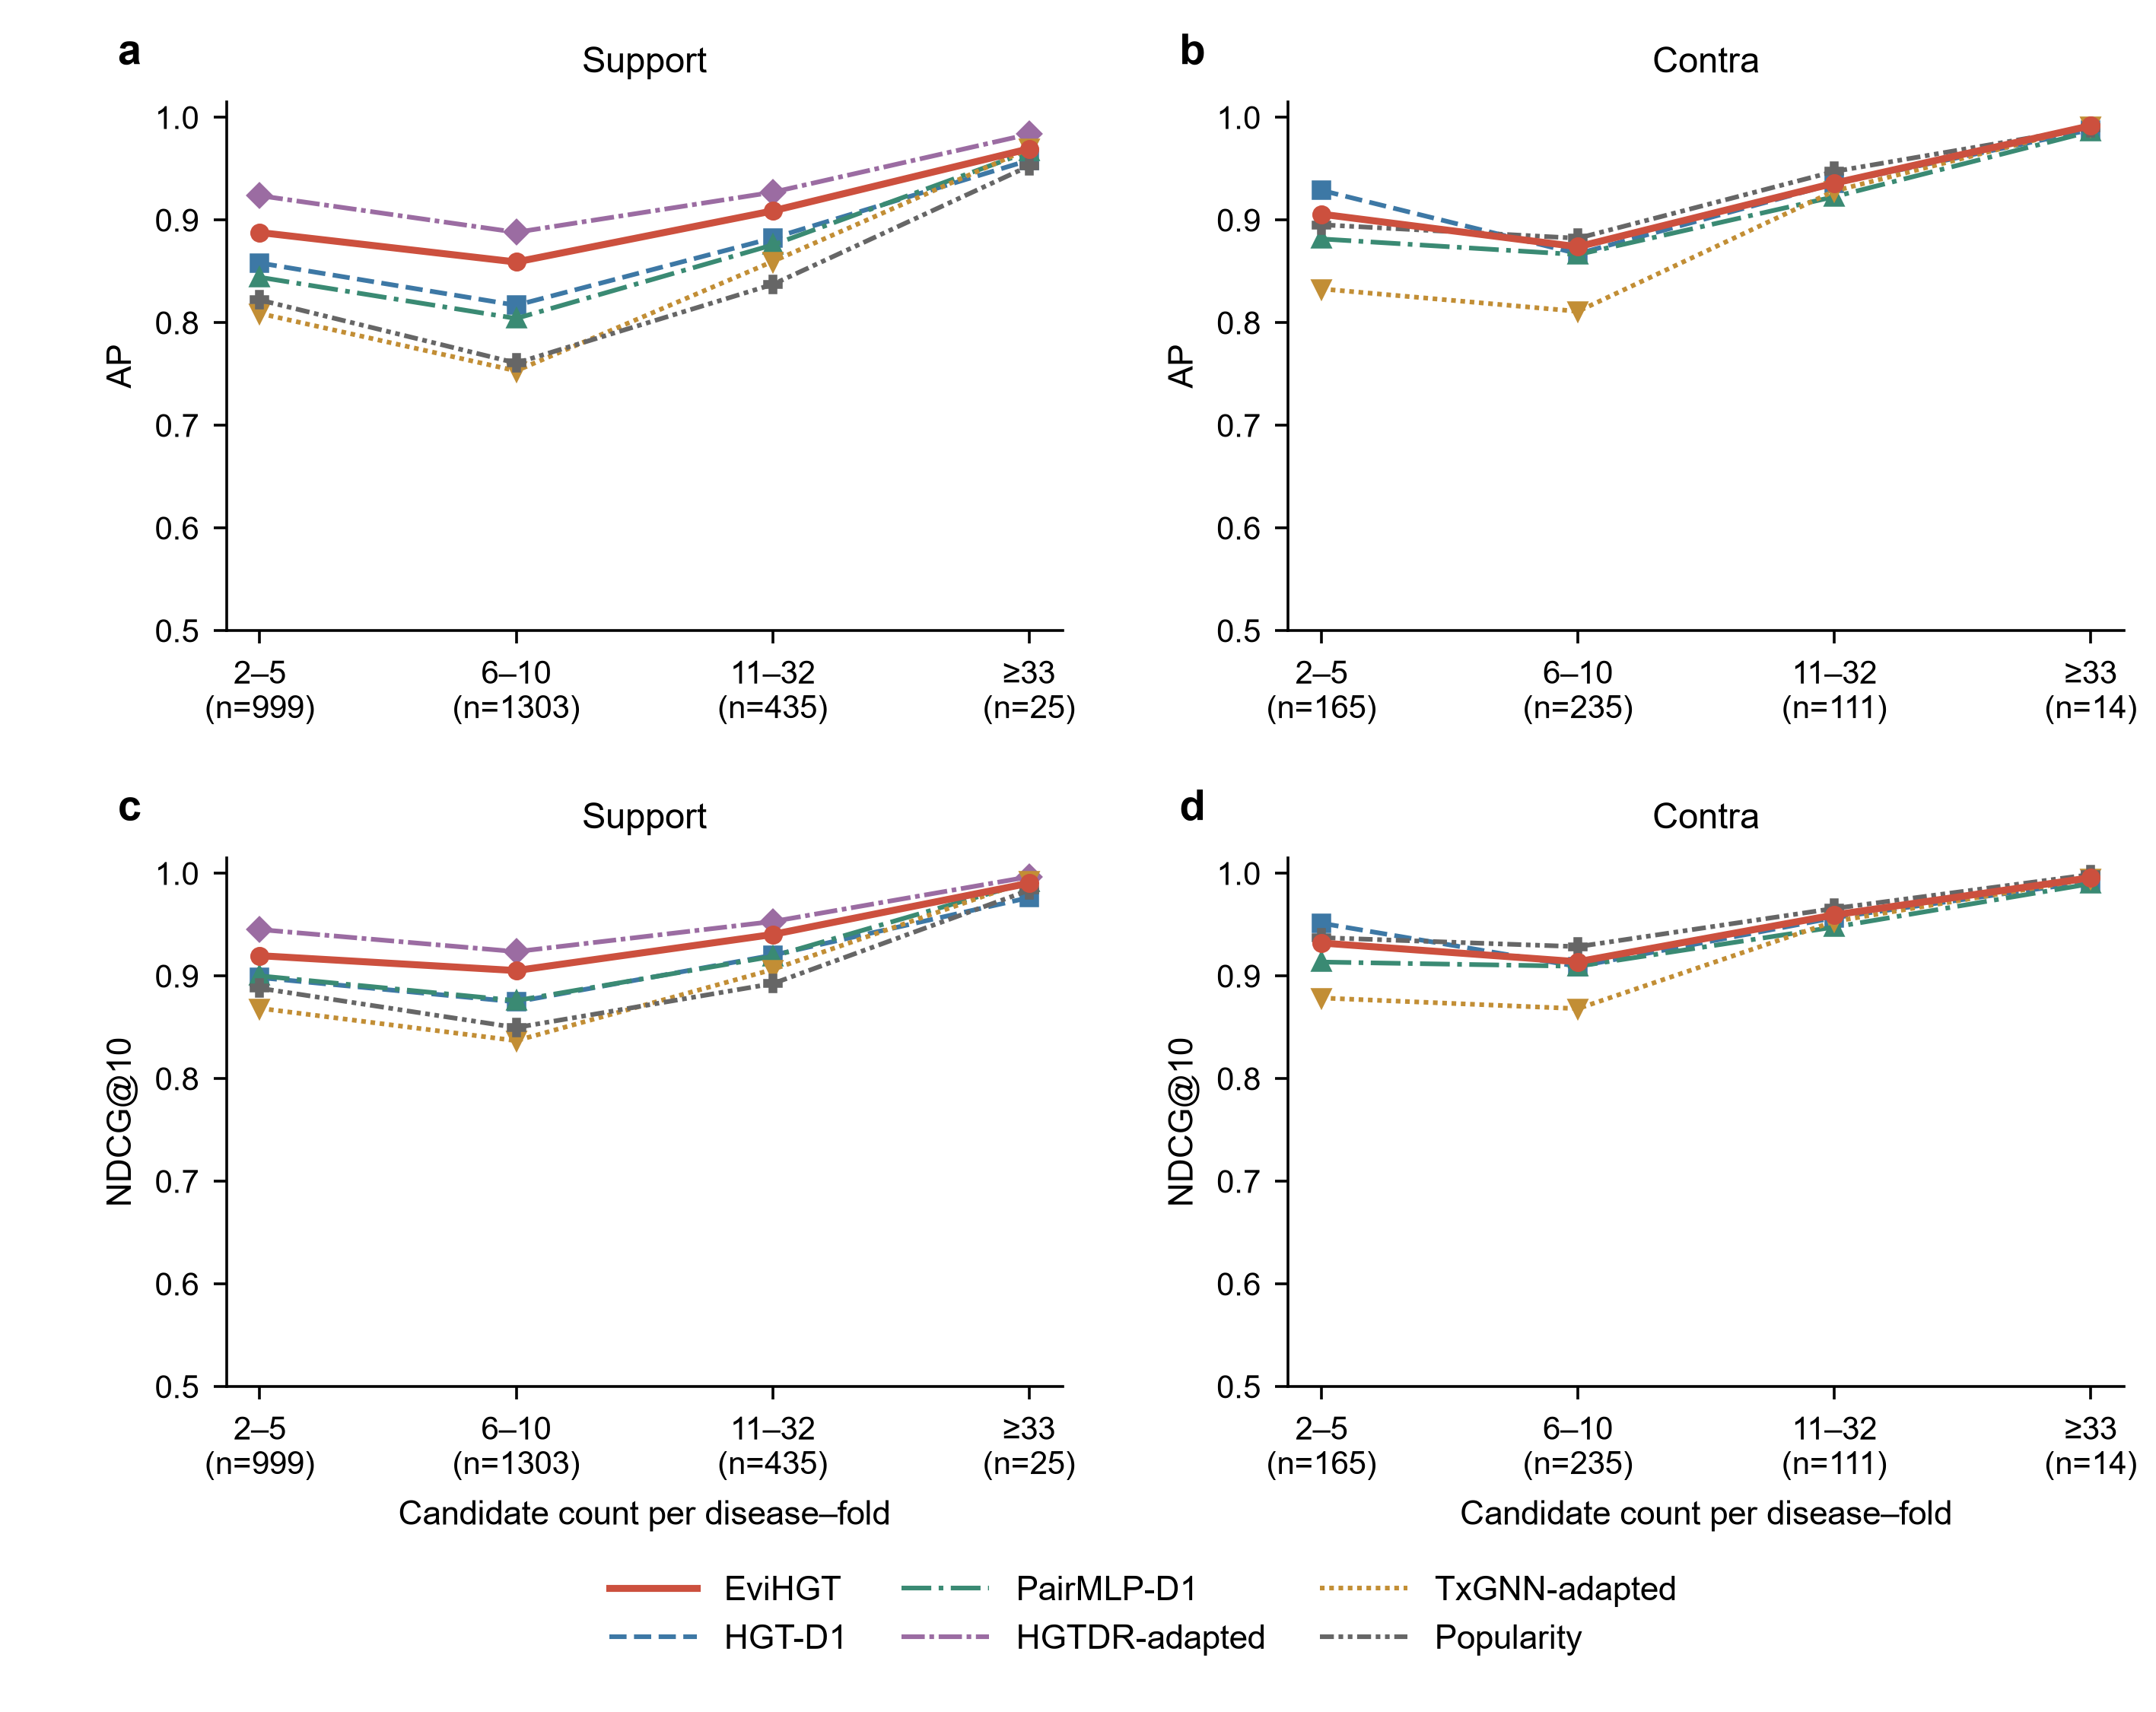 a
Support
1.0
0.9
0.8
0.7
0.6
0.5
AP
2–5
(n=999)
6–10
(n=1303)
11–32
(n=435)
≥33
(n=25)
b
Contra
1.0
0.9
0.8
0.7
0.6
0.5
AP
2–5
(n=165)
6–10
(n=235)
11–32
(n=111)
≥33
(n=14)
c
Support
1.0
0.9
0.8
0.7
0.6
0.5
NDCG@10
2–5
(n=999)
6–10
(n=1303)
11–32
(n=435)
≥33
(n=25)
Candidate count per disease–fold
d
Contra
1.0
0.9
0.8
0.7
0.6
0.5
NDCG@10
2–5
(n=165)
6–10
(n=235)
11–32
(n=111)
≥33
(n=14)
Candidate count per disease–fold
EviHGT
HGT-D1
PairMLP-D1
HGTDR-adapted
TxGNN-adapted
Popularity